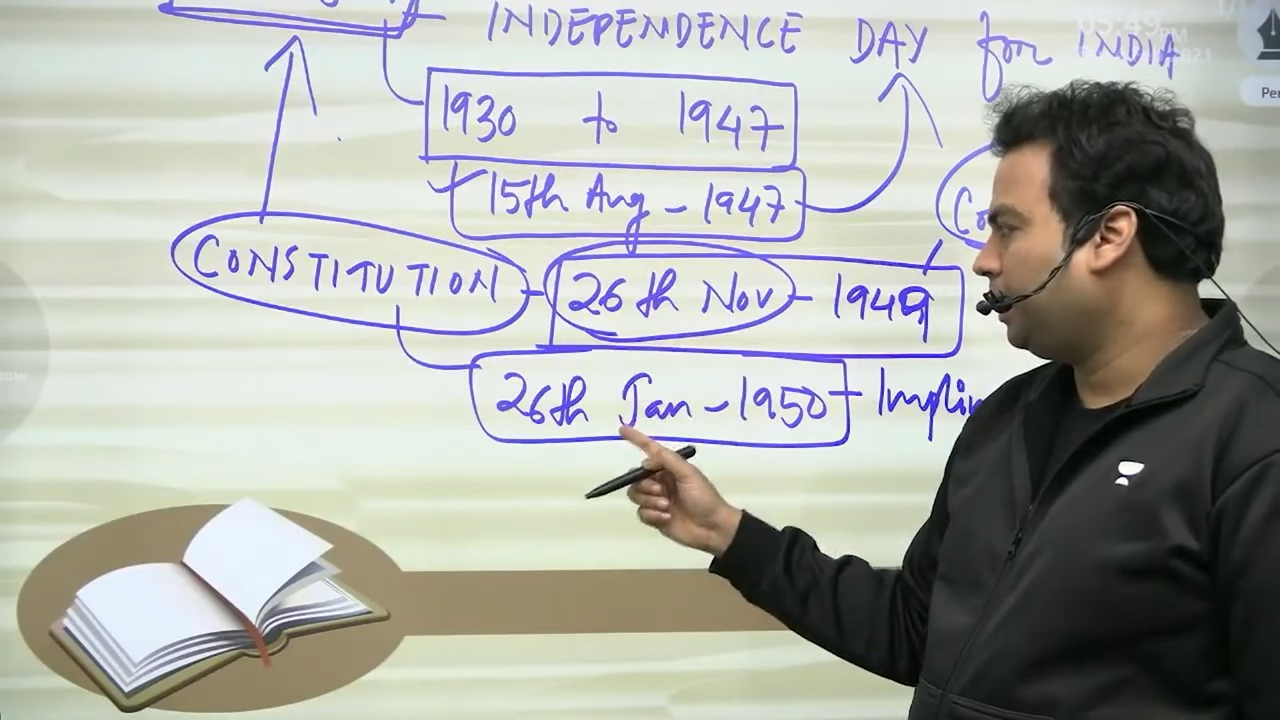 INDEPENDENCE DAY for INDIA
1930 to 1947
15th Aug - 1947
CONSTITUTION - 26th Nov - 1949
26th Jan - 1950